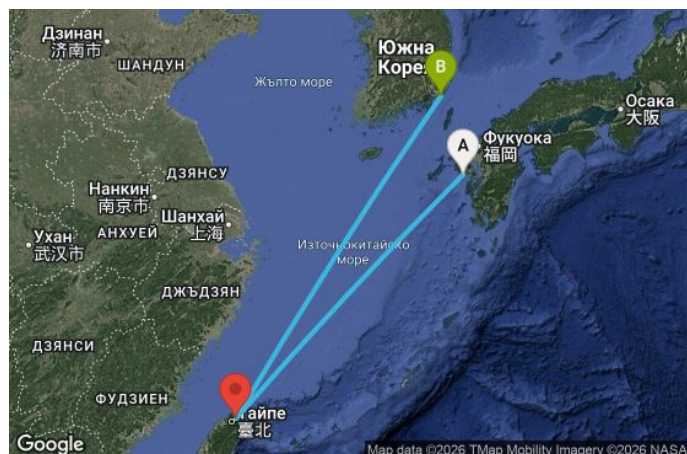 Дзинан
济南市
ШАНДУН
Жълто море
Южна
Корея
B
Осака
大阪
A
Фукуока
福岡
ДЗЯНСУ
Нанкин
南京市
Шанхай
上海
АНХУЕЙ
Ухан
武汉市
Източнокитайско
море
ДЖЪДЗЯН
ДЗЯНСИ
ФУДЗИЕН
Тайпе
臺北
Google
Map data ©2026 TMap Mobility Imagery ©2026 NASA